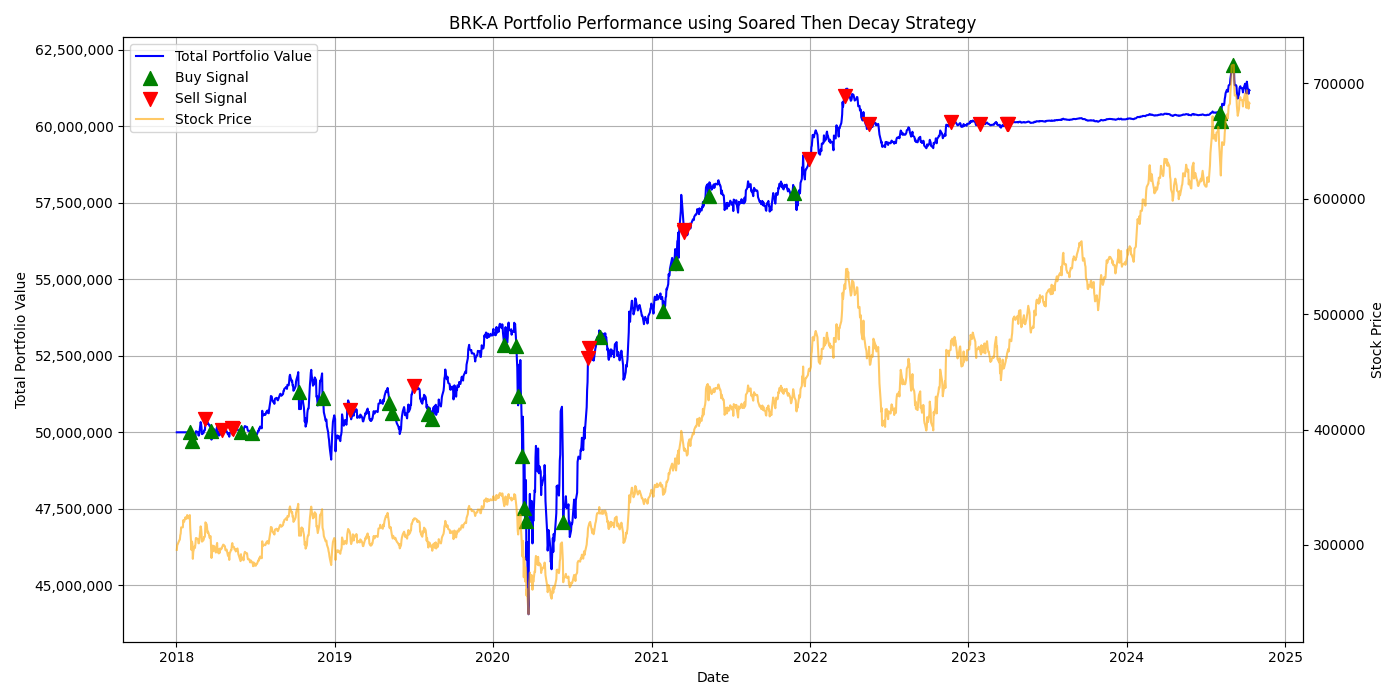 BRK-A Portfolio Performance using Soared Then Decay Strategy
Total Portfolio Value
Buy Signal
Sell Signal
Stock Price
62,500,000
60,000,000
57,500,000
55,000,000
52,500,000
50,000,000
47,500,000
45,000,000
Total Portfolio Value
700000
600000
500000
400000
300000
Stock Price
2018 2019 2020 2021 2022 2023 2024 2025
Date